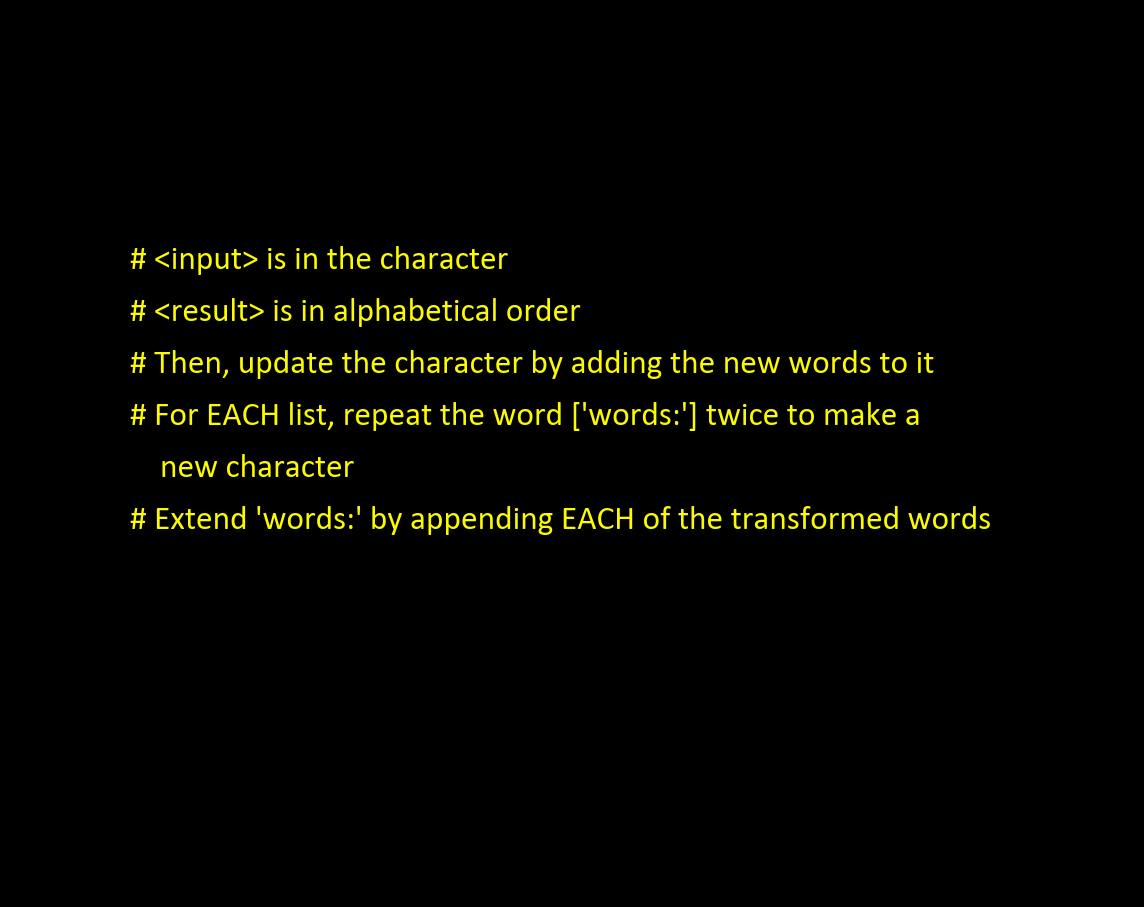 # <input> is in the character
# <result> is in alphabetical order
# Then, update the character by adding the new words to it
# For EACH list, repeat the word ['words:'] twice to make a
new character
# Extend 'words:' by appending EACH of the transformed words